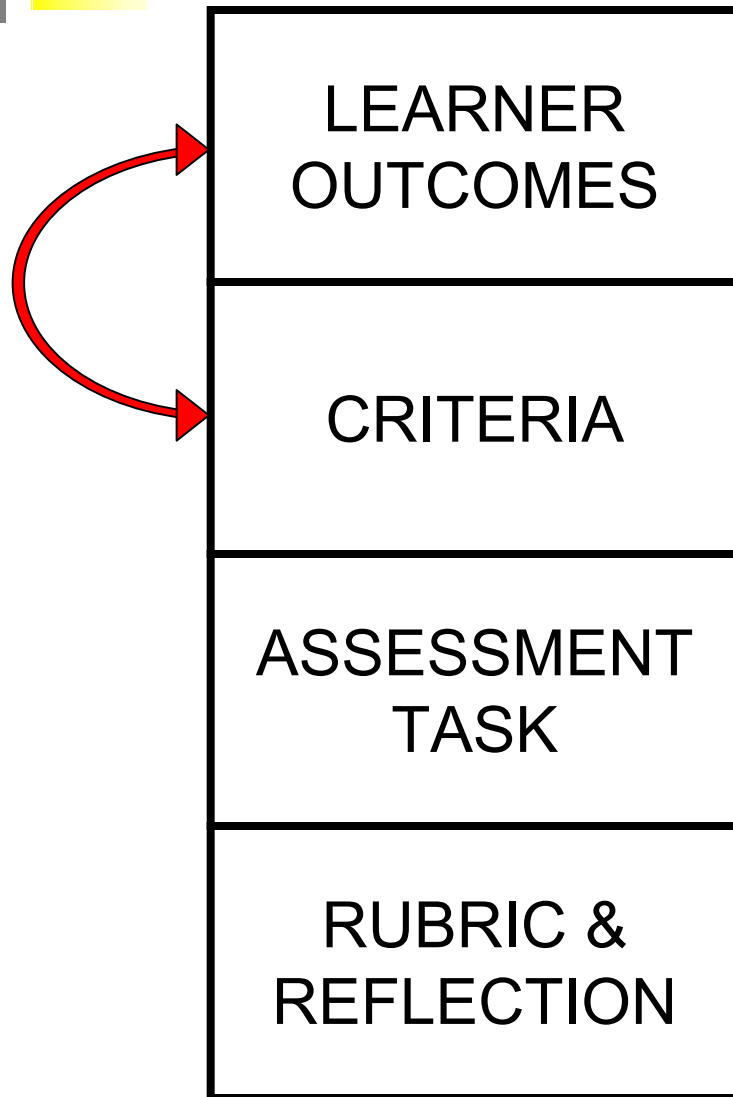 LEARNER
OUTCOMES
CRITERIA
ASSESSMENT
TASK
RUBRIC &
REFLECTION